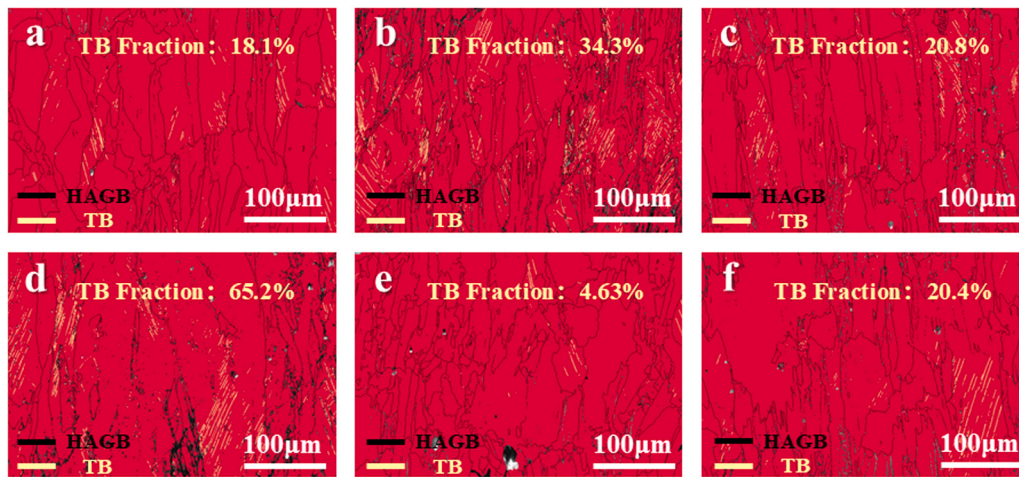 a
TB Fraction: 18.1%
HAGB
TB
100μm
b
TB Fraction: 34.3%
HAGB
TB
100μm
c
TB Fraction: 20.8%
HAGB
TB
100μm
d
TB Fraction: 65.2%
HAGB
TB
100μm
e
TB Fraction: 4.63%
HAGB
TB
100μm
f
TB Fraction: 20.4%
HAGB
TB
100μm